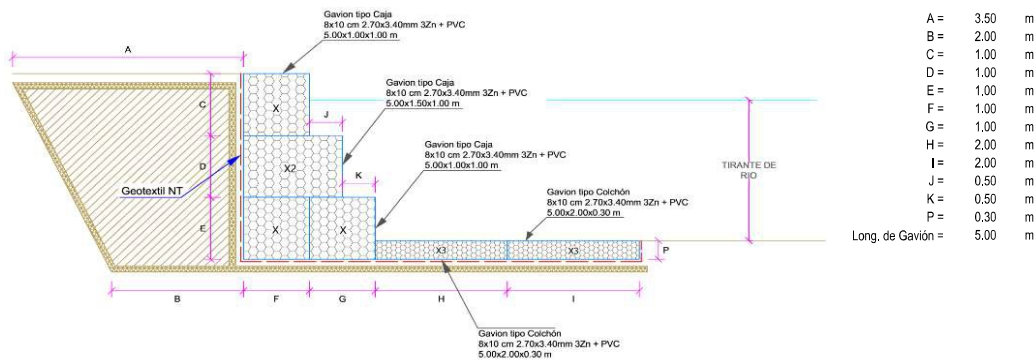 Gavion tipo Caja
8x10 cm 2.70x3.40mm 3Zn + PVC
5.00x1.00x1.00 m
A
Gavion tipo Caja
8x10 cm 2.70x3.40mm 3Zn + PVC
5.00x1.50x1.00 m
C
X
J
Gavion tipo Caja
8x10 cm 2.70x3.40mm 3Zn + PVC
5.00x1.00x1.00 m
D
X2
K
TIRANTE DE
RIO
Geotextil NT
Gavion tipo Colchón
8x10 cm 2.70x3.40mm 3Zn + PVC
5.00x2.00x0.30 m
E
X
X
X3
X3
P
B
F
G
H
I
Gavion tipo Colchón
8x10 cm 2.70x3.40mm 3Zn + PVC
5.00x2.00x0.30 m
A = 3.50 m
B = 2.00 m
C = 1.00 m
D = 1.00 m
E = 1.00 m
F = 1.00 m
G = 1.00 m
H = 2.00 m
I = 2.00 m
J = 0.50 m
K = 0.50 m
P = 0.30 m
Long. de Gavión = 5.00 m